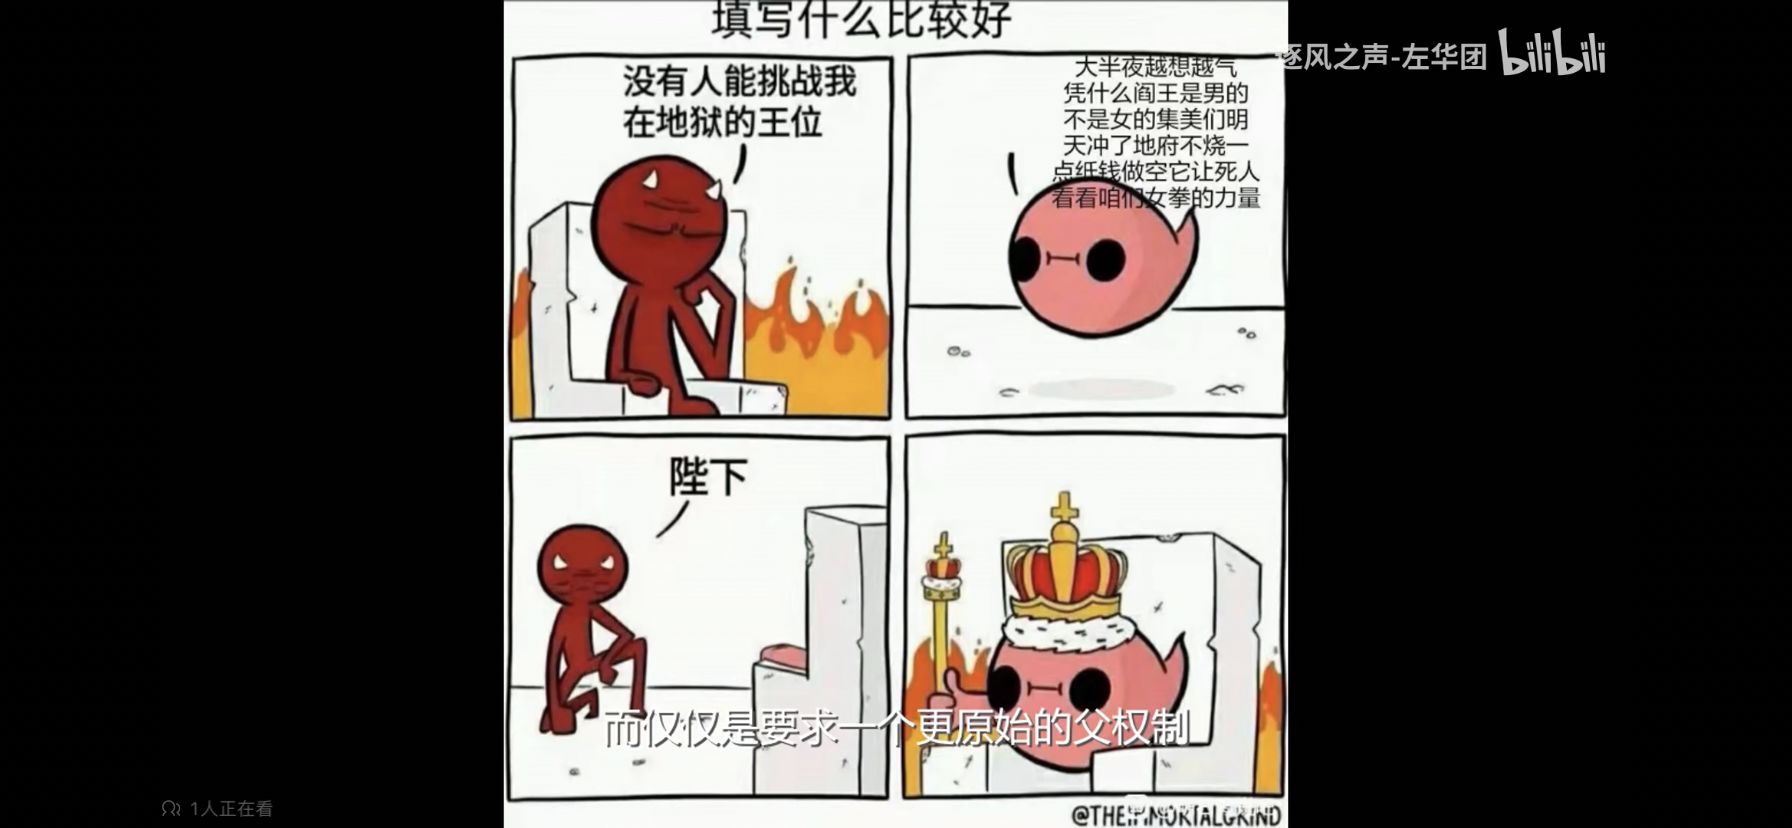 填写什么比较好
逐风之声-左华团 bilibili
没有人能挑战我
在地狱的王位
大半夜越想越气
凭什么阎王是男的
不是女的集美们明
天冲了地府不烧一
点纸钱做空它让死人
看看咱们女拳的力量
陛下
而仅仅是要求一个更原始的父权制
1人正在看
@THEIMMORTALGRIND